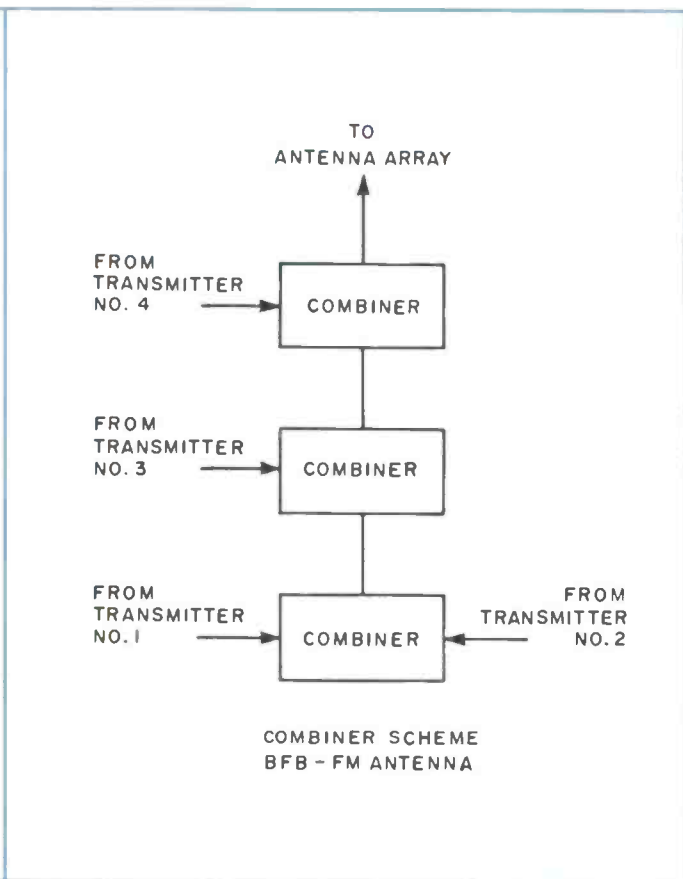 TO
ANTENNA ARRAY
FROM
TRANSMITTER
NO. 4
COMBINER
FROM
TRANSMITTER
NO. 3
COMBINER
FROM
TRANSMITTER
NO. 1
COMBINER
FROM
TRANSMITTER
NO. 2
COMBINER SCHEME
BFB - FM ANTENNA